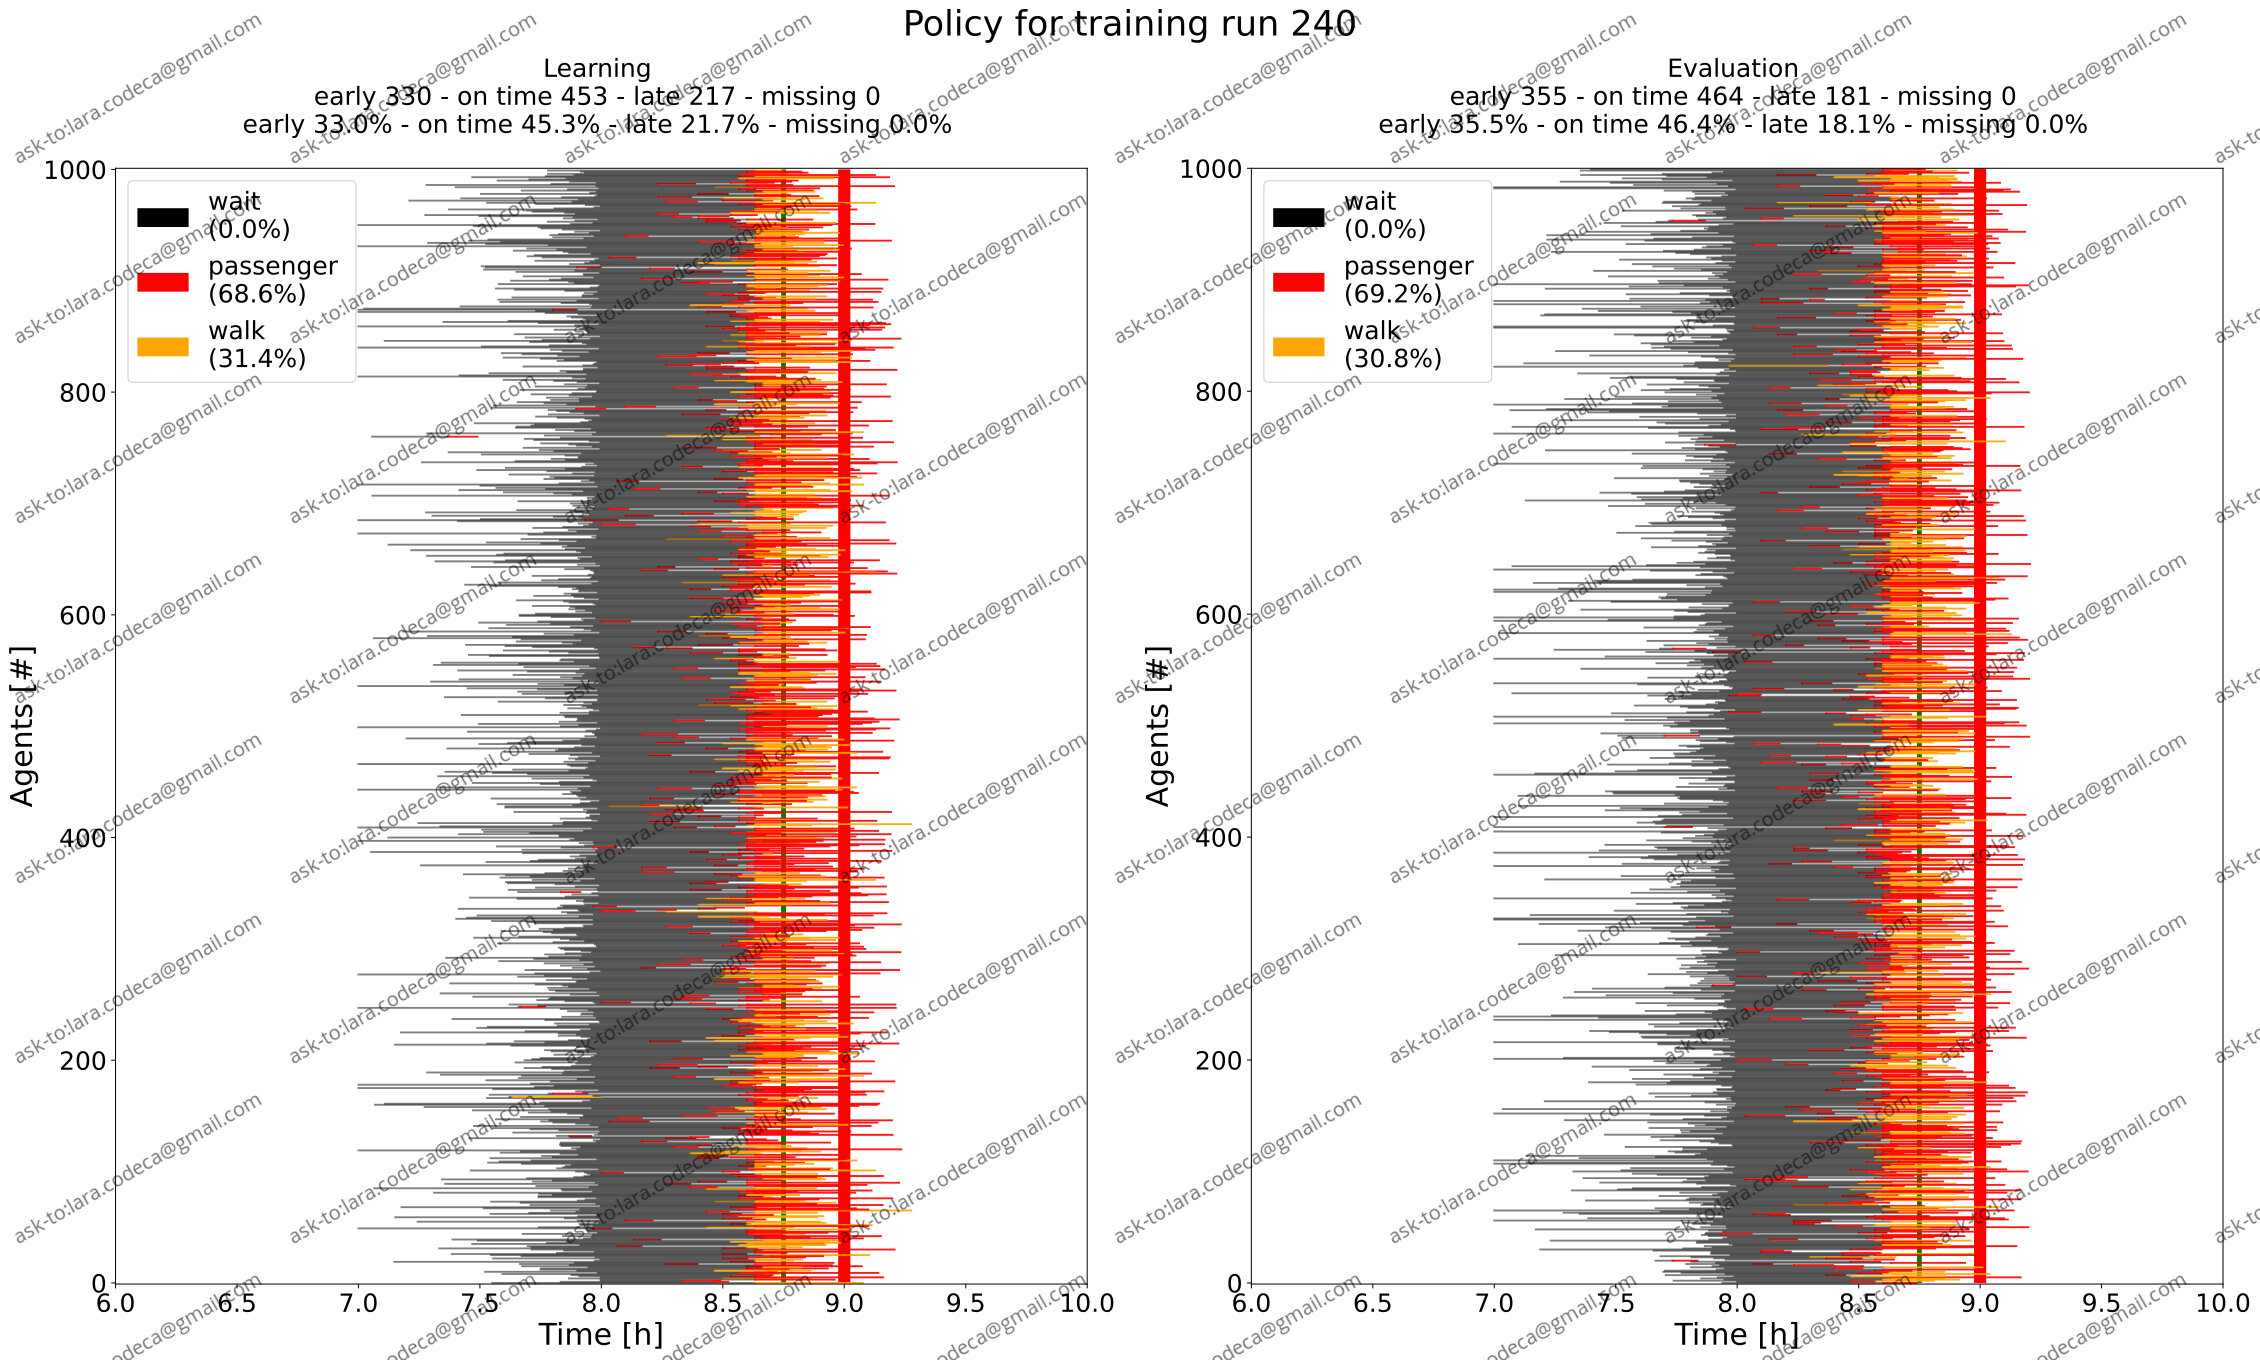 Policy for training run 240
Learning
early 330 - on time 453 - late 217 - missing 0
early 33.0% - on time 45.3% - late 21.7% - missing 0.0%
1000
800
600
400
200
0
Agents [#]
wait
(0.0%)
passenger
(68.6%)
walk
(31.4%)
6.0 6.5 7.0 7.5 8.0 8.5 9.0 9.5 10.0
Time [h]
Evaluation
early 355 - on time 464 - late 181 - missing 0
early 35.5% - on time 46.4% - late 18.1% - missing 0.0%
1000
800
600
400
200
0
Agents [#]
wait
(0.0%)
passenger
(69.2%)
walk
(30.8%)
6.0 6.5 7.0 7.5 8.0 8.5 9.0 9.5 10.0
Time [h]
ask-to:lara.codeca@gmail.com